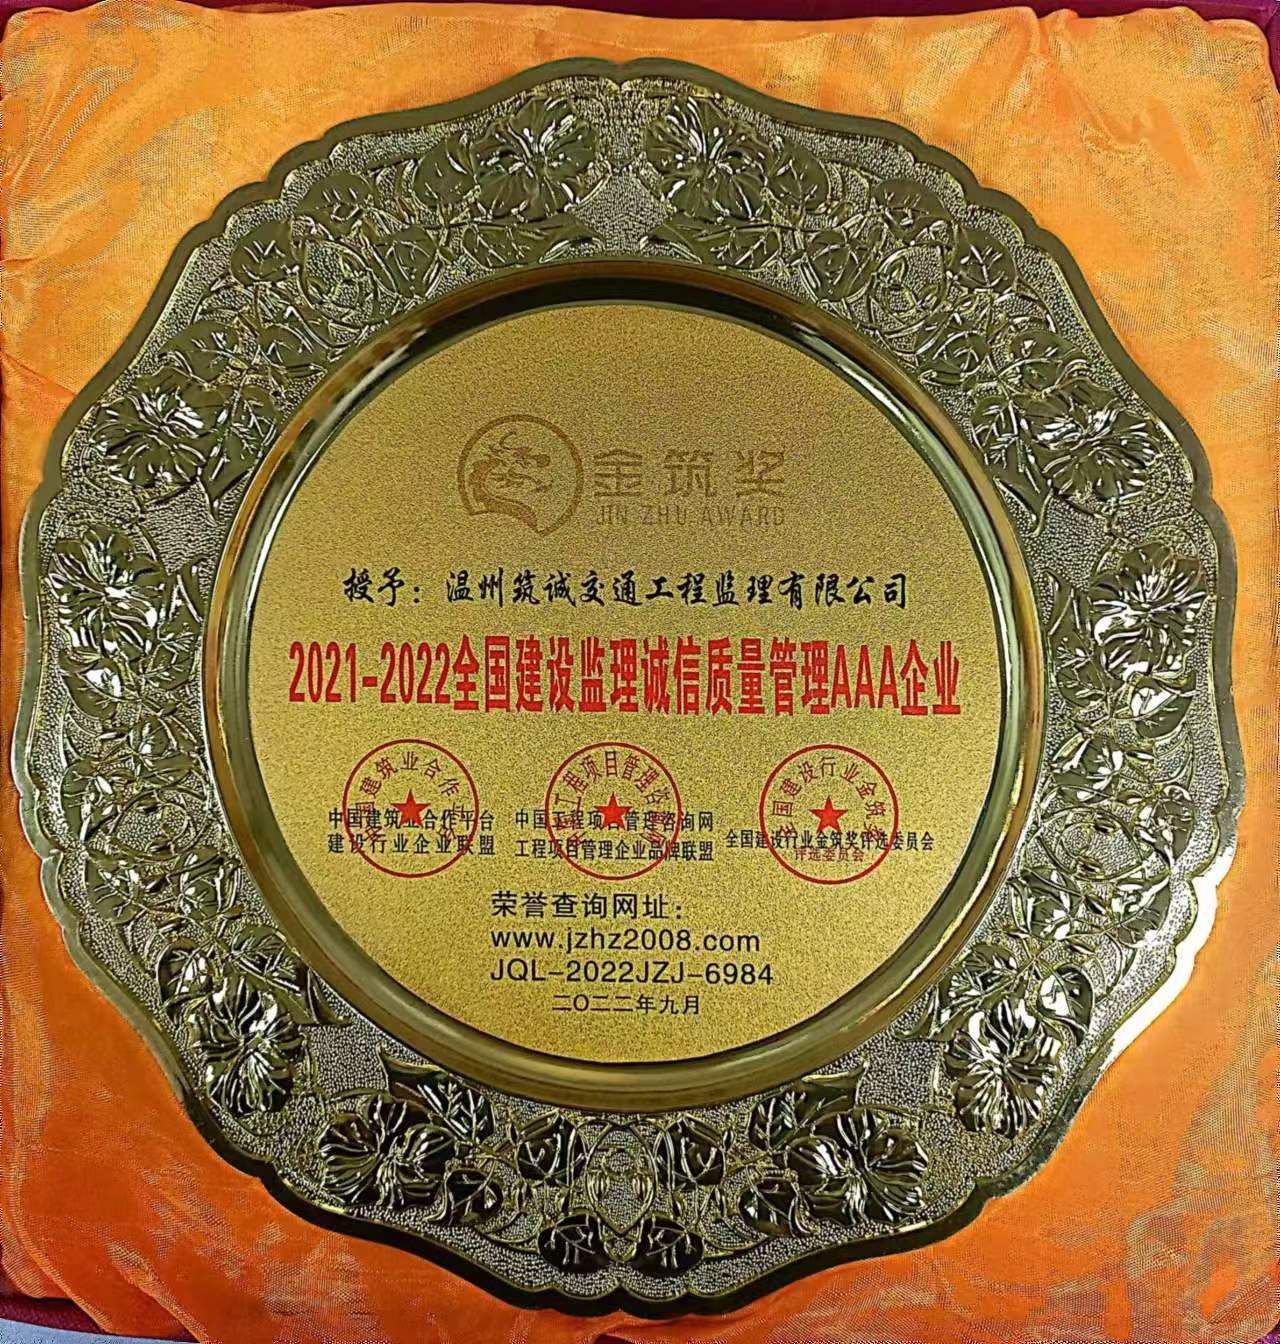 金筑奖
JIN ZHU AWARD
授予：温州筑诚交通工程监理有限公司
2021-2022全国建设监理诚信质量管理AAA企业
中国建筑业合作平台
建设行业企业联盟
中国工程项目管理咨询网
工程项目管理企业品牌联盟
全国建设行业金筑奖评选委员会
评选委员会
荣誉查询网址：
www.jzhz2008.com
JQL-2022JZJ-6984
二〇二二年九月